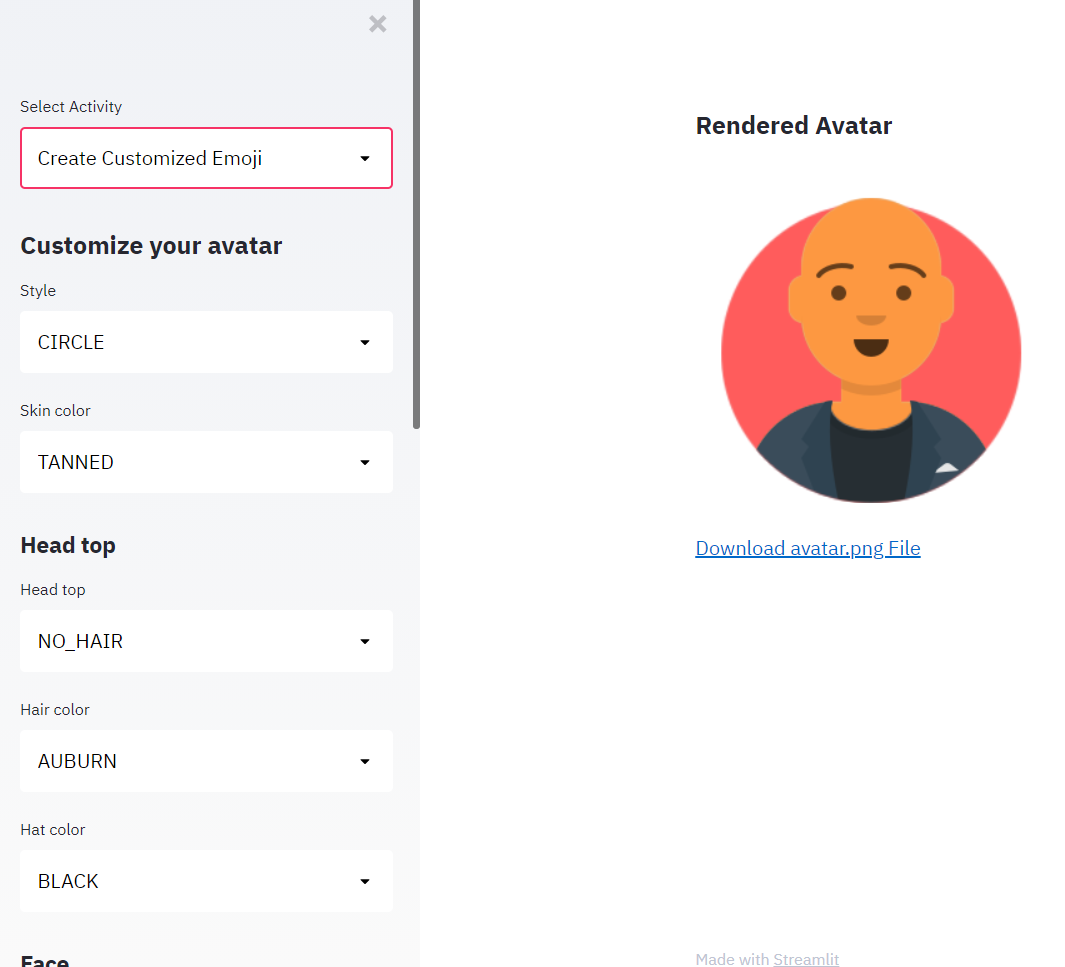 ×
Select Activity
Create Customized Emoji
Customize your avatar
Style
CIRCLE
Skin color
TANNED
Head top
Head top
NO_HAIR
Hair color
AUBURN
Hat color
BLACK
Face
Rendered Avatar
Download avatar.png File
Made with Streamlit